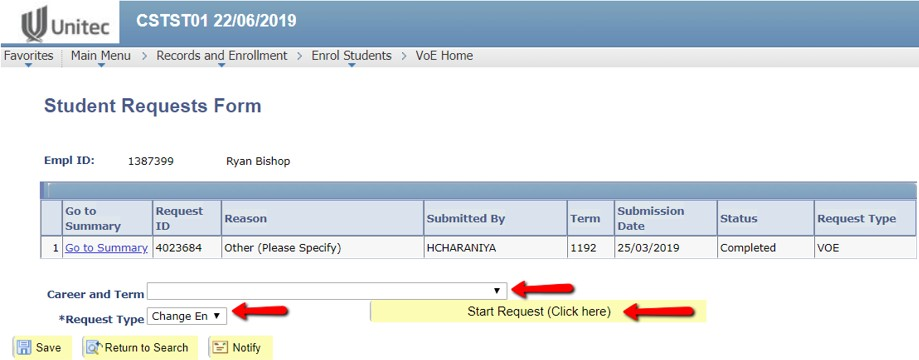 Unitec
CSTST01 22/06/2019
Favorites Main Menu > Records and Enrollment > Enrol Students > VoE Home
Student Requests Form
Empl ID: 1387399 Ryan Bishop
Go to Summary Request ID Reason Submitted By Term Submission Date Status Request Type
1 Go to Summary 4023684 Other (Please Specify) HCHARANIYA 1192 25/03/2019 Completed VOE
Career and Term
Start Request (Click here)
*Request Type Change En
Save Return to Search Notify